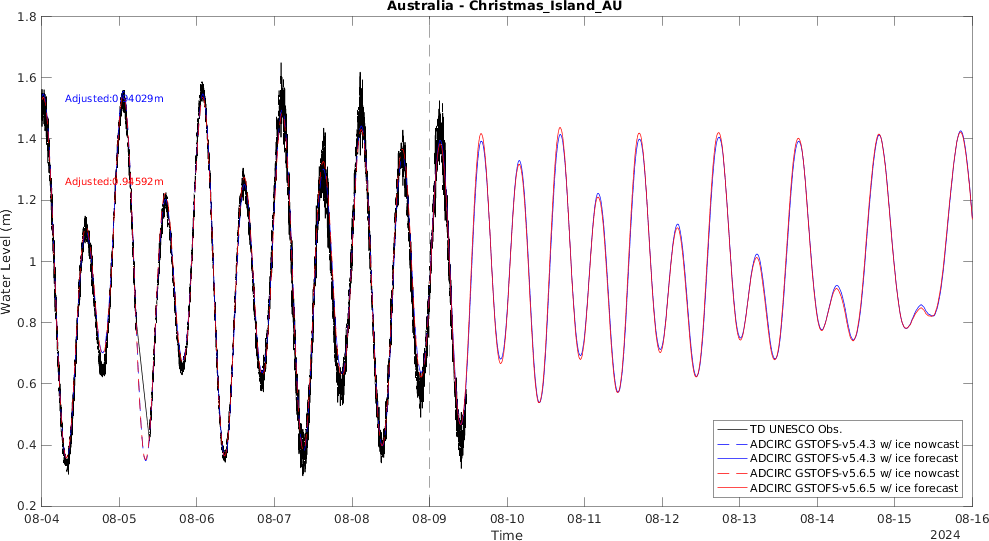 Australia - Christmas_Island_AU
1.8
1.6
1.4
1.2
1
0.8
0.6
0.4
0.2
Water Level (m)
Adjusted:0.94029m
Adjusted:0.94592m
TD UNESCO Obs.
ADCIRC GSTOFS-v5.4.3 w/ ice nowcast
ADCIRC GSTOFS-v5.4.3 w/ ice forecast
ADCIRC GSTOFS-v5.6.5 w/ ice nowcast
ADCIRC GSTOFS-v5.6.5 w/ ice forecast
08-04 08-05 08-06 08-07 08-08 08-09 08-10 08-11 08-12 08-13 08-14 08-15 08-16
Time
2024